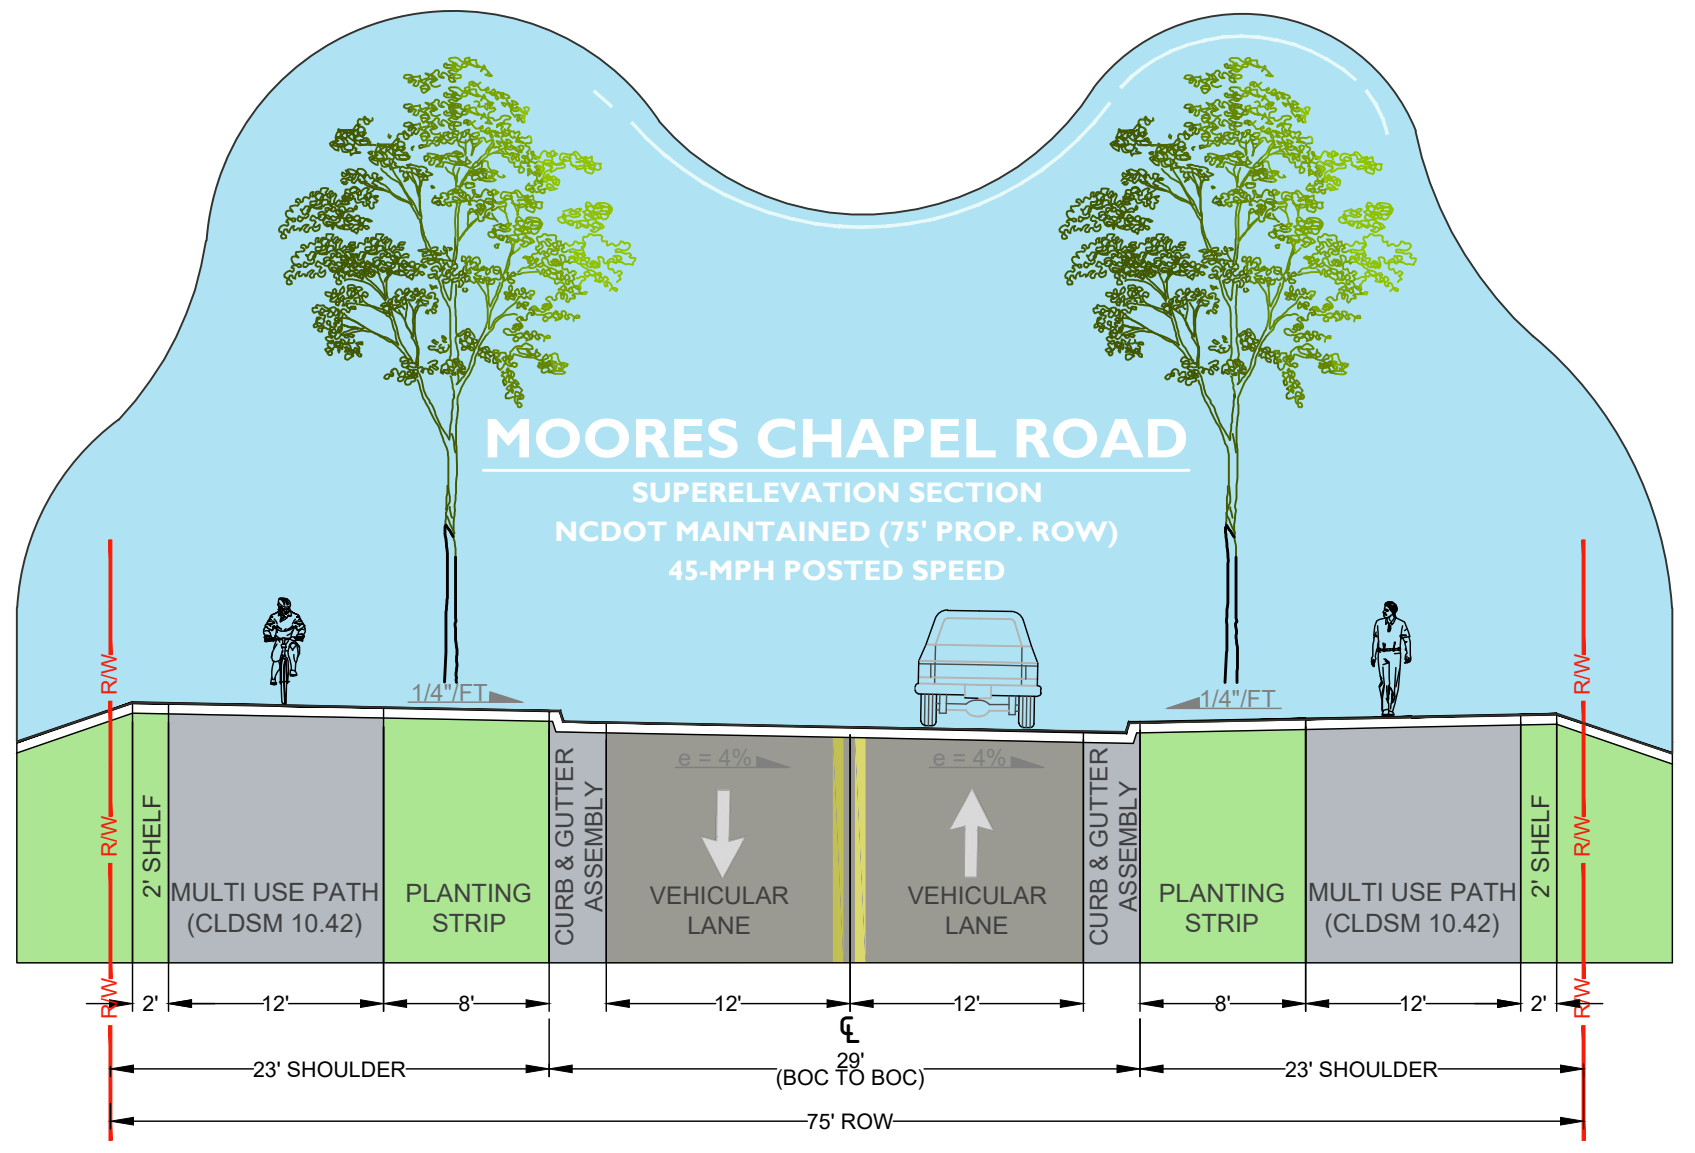 MOORES CHAPEL ROAD
SUPERELEVATION SECTION
NCDOT MAINTAINED (75' PROP. ROW)
45-MPH POSTED SPEED
R/W
R/W
1/4"/FT
1/4"/FT
e = 4%
e = 4%
R/W
R/W
2' SHELF
MULTI USE PATH
(CLDSM 10.42)
PLANTING
STRIP
CURB & GUTTER
ASSEMBLY
VEHICULAR
LANE
VEHICULAR
LANE
CURB & GUTTER
ASSEMBLY
PLANTING
STRIP
MULTI USE PATH
(CLDSM 10.42)
2' SHELF
R/W
R/W
2'
12'
8'
12'
12'
8'
12'
2'
℄
23' SHOULDER
29'
(BOC TO BOC)
23' SHOULDER
75' ROW